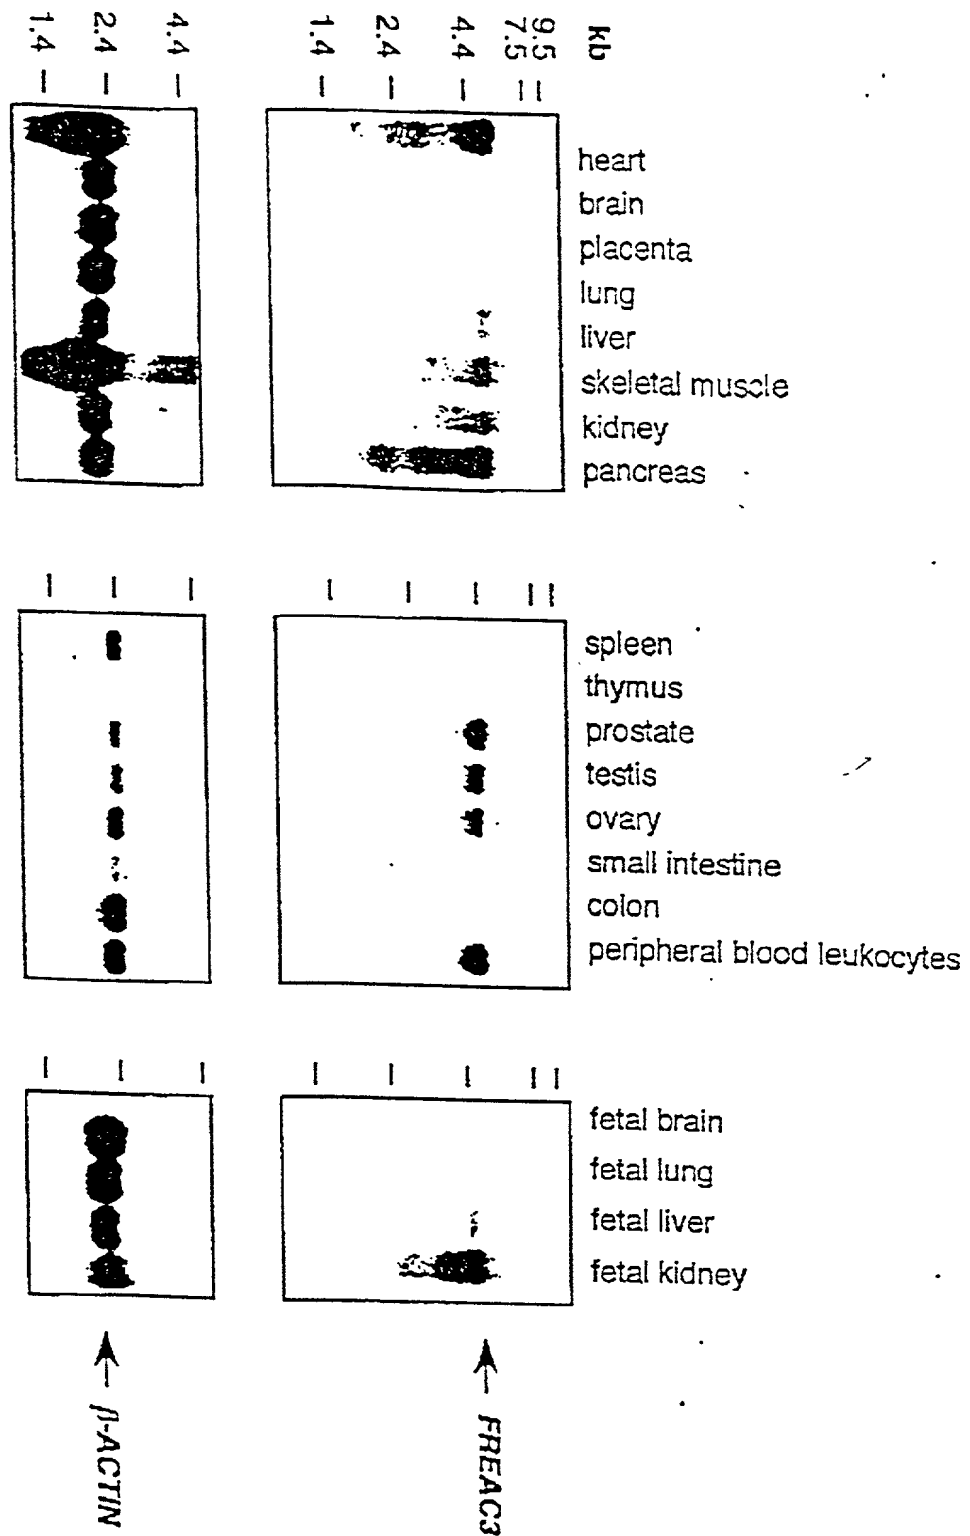 kb
9.5
7.5
4.4
2.4
1.4
4.4
2.4
1.4
heart
brain
placenta
lung
liver
skeletal muscle
kidney
pancreas
spleen
thymus
prostate
testis
ovary
small intestine
colon
peripheral blood leukocytes
fetal brain
fetal lung
fetal liver
fetal kidney
FREAC3
β-ACTIN